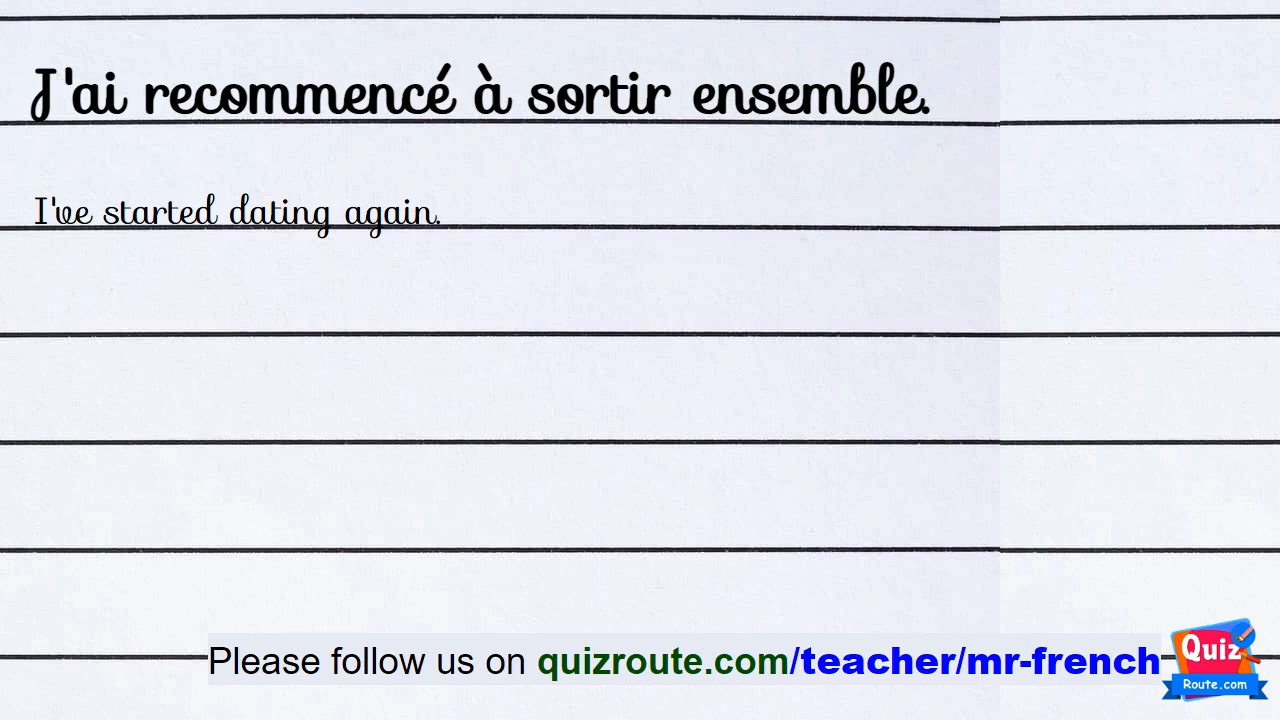 J'ai recommencé à sortir ensemble.
I've started dating again.
Please follow us on quizroute.com/teacher/mr-french
Quiz
Route.com